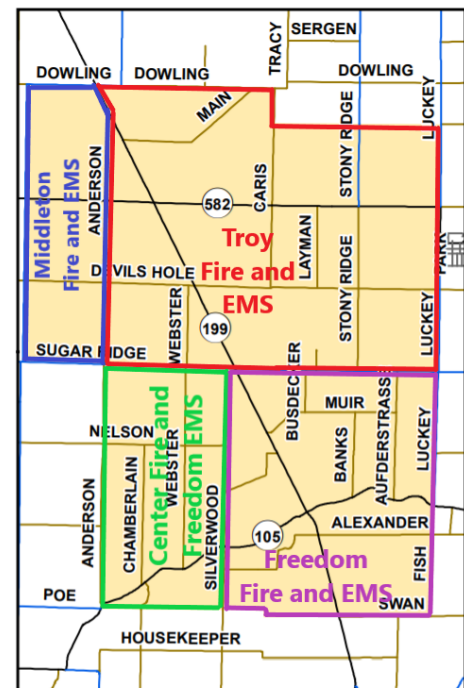 SERGEN
TRACY
DOWLING
DOWLING
DOWLING
MAIN
STONY RIDGE
LUCKEY
ANDERSON
Middleton
Fire and EMS
582
CARIS
Troy
Fire and
EMS
LAYMAN
PARK
DEVILS HOLE
WEBSTER
199
STONY RIDGE
LUCKEY
SUGAR RIDGE
BUSDECKER
MUIR
AUFDERSTRASSE
LUCKEY
NELSON
BANKS
ANDERSON
CHAMBERLAIN
WEBSTER
Center Fire and
Freedom EMS
SILVERWOOD
105
ALEXANDER
Freedom
Fire and EMS
FISH
POE
SWAN
HOUSEKEEPER